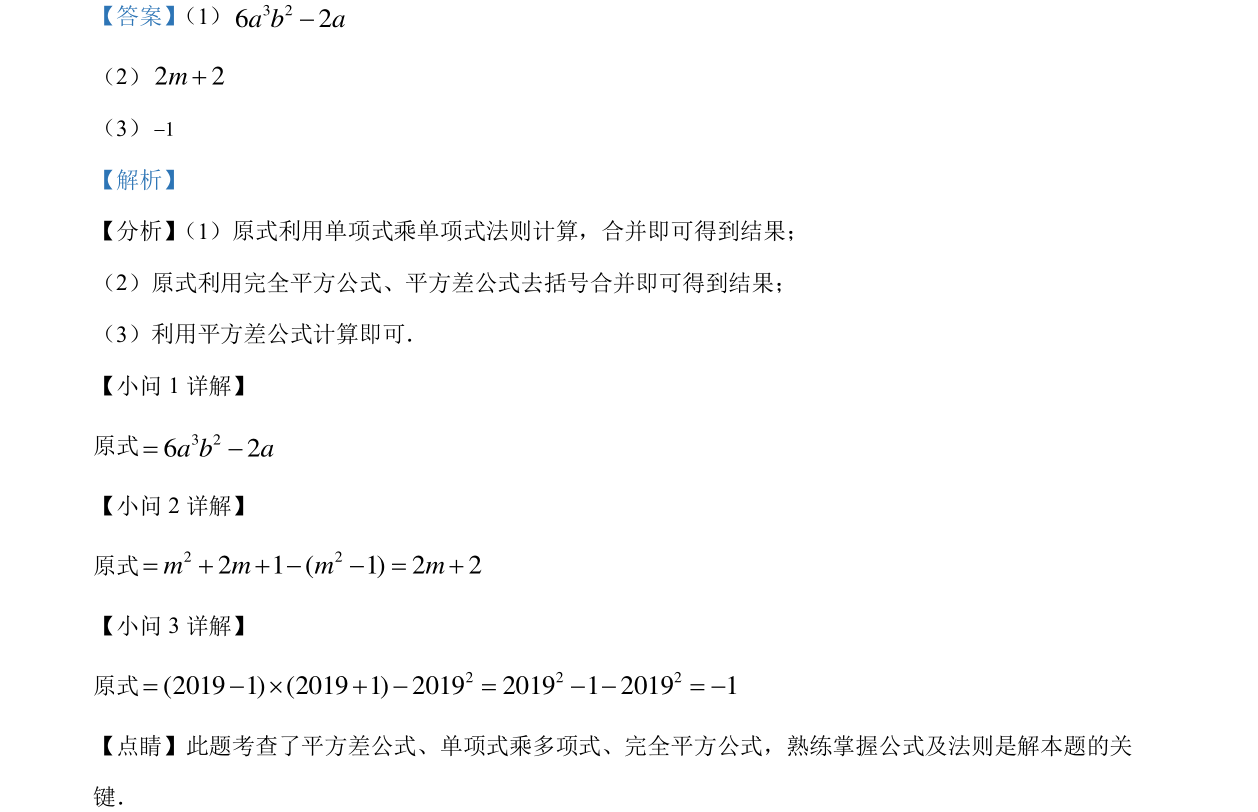 【答案】（1）6a³b² − 2a
（2）2m + 2
（3）−1
【解析】
【分析】（1）原式利用单项式乘单项式法则计算，合并即可得到结果；
（2）原式利用完全平方公式、平方差公式去括号合并即可得到结果；
（3）利用平方差公式计算即可．
【小问 1 详解】
原式 = 6a³b² − 2a
【小问 2 详解】
原式 = m² + 2m + 1 − (m² − 1) = 2m + 2
【小问 3 详解】
原式 = (2019 − 1) × (2019 + 1) − 2019² = 2019² − 1 − 2019² = −1
【点睛】此题考查了平方差公式、单项式乘多项式、完全平方公式，熟练掌握公式及法则是解本题的关
键．